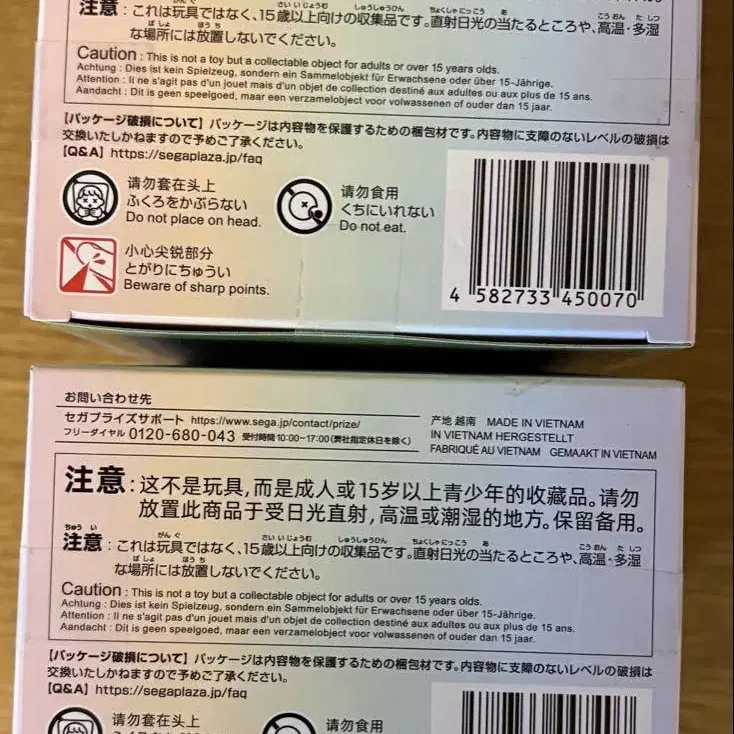 注意：これは玩具ではなく、15歳以上向けの収集品です。直射日光の当たるところや、高温・多湿
な場所には放置しないでください。
Caution : This is not a toy but a collectable object for adults or over 15 years olds.
Achtung : Dies ist kein Spielzeug, sondern ein Sammelobjekt für Erwachsene oder über 15-Jährige.
Attention : Il ne s'agit pas d'un jouet mais d'un objet de collection destiné aux adultes ou aux plus de 15 ans.
Aandacht : Dit is geen speelgoed, maar een verzamelobject voor volwassenen of ouder dan 15 jaar.
【パッケージ破損について】パッケージは内容物を保護するための梱包材です。内容物に支障のないレベルの破損は
交換いたしかねますので予めご了承ください。
【Q&A】https://segaplaza.jp/faq
请勿套在头上
ふくろをかぶらない
Do not place on head.
请勿食用
くちにいれない
Do not eat.
小心尖锐部分
とがりにちゅうい
Beware of sharp points.
4 582733 450070
お問い合わせ先
セガプライズサポート https://www.sega.jp/contact/prize/
フリーダイヤル 0120-680-043 受付時間 10:00~17:00(弊社指定休日を除く)
产地 越南 MADE IN VIETNAM
IN VIETNAM HERGESTELLT
FABRIQUÉ AU VIETNAM GEMAAKT IN VIETNAM
注意：这不是玩具，而是成人或15岁以上青少年的收藏品。请勿
放置此商品于受日光直射，高温或潮湿的地方。保留备用。
注意：これは玩具ではなく、15歳以上向けの収集品です。直射日光の当たるところや、高温・多湿
な場所には放置しないでください。
Caution : This is not a toy but a collectable object for adults or over 15 years olds.
Achtung : Dies ist kein Spielzeug, sondern ein Sammelobjekt für Erwachsene oder über 15-Jährige.
Attention : Il ne s'agit pas d'un jouet mais d'un objet de collection destiné aux adultes ou aux plus de 15 ans.
Aandacht : Dit is geen speelgoed, maar een verzamelobject voor volwassenen of ouder dan 15 jaar.
【パッケージ破損について】パッケージは内容物を保護するための梱包材です。内容物に支障のないレベルの破損は
交換いたしかねますので予めご了承ください。
【Q&A】https://segaplaza.jp/faq
请勿套在头上
请勿食用